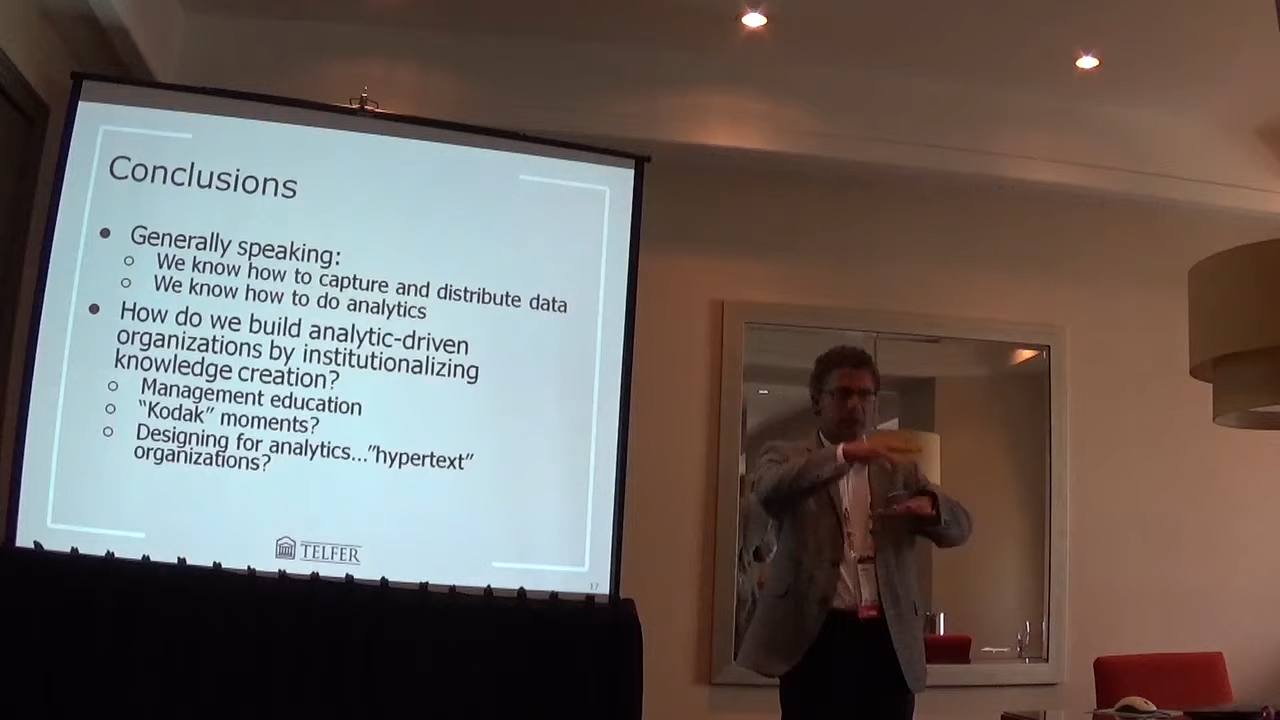 Conclusions
Generally speaking:
We know how to capture and distribute data
We know how to do analytics
How do we build analytic-driven
organizations by institutionalizing
knowledge creation?
Management education
“Kodak” moments?
Designing for analytics...”hypertext”
organizations?
TELFER
17